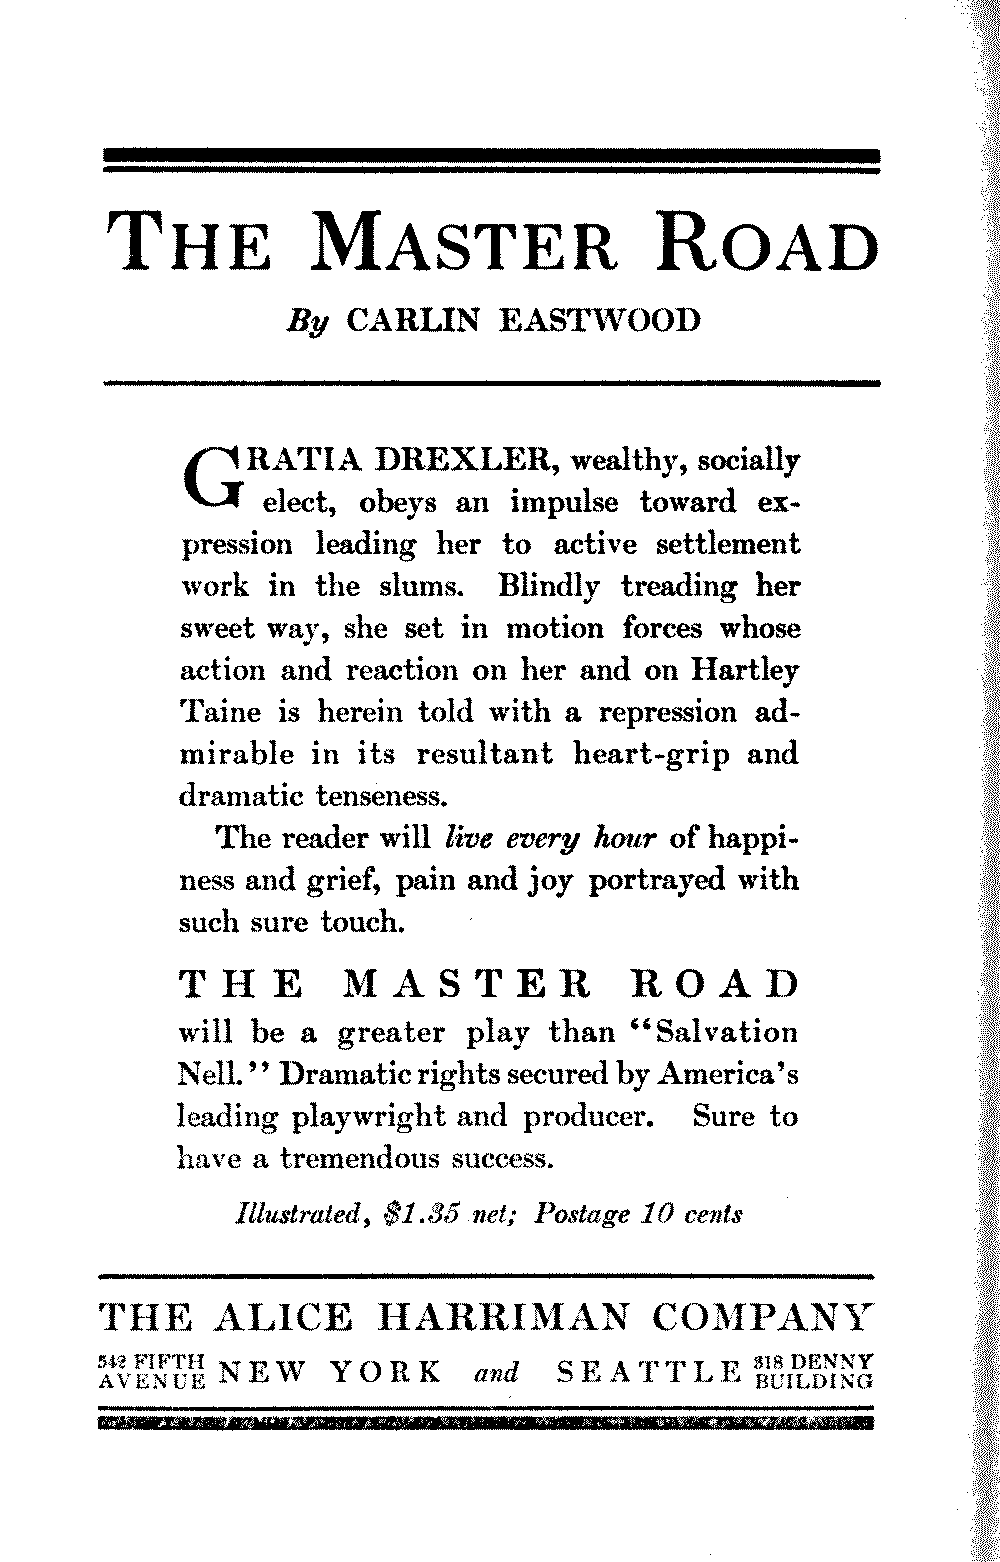 THE MASTER ROAD
By CARLIN EASTWOOD
GRATIA DREXLER, wealthy, socially
elect, obeys an impulse toward ex-
pression leading her to active settlement
work in the slums. Blindly treading her
sweet way, she set in motion forces whose
action and reaction on her and on Hartley
Taine is herein told with a repression ad-
mirable in its resultant heart-grip and
dramatic tenseness.
The reader will live every hour of happi-
ness and grief, pain and joy portrayed with
such sure touch.
THE MASTER ROAD
will be a greater play than "Salvation
Nell." Dramatic rights secured by America's
leading playwright and producer. Sure to
have a tremendous success.
Illustrated, $1.35 net; Postage 10 cents
THE ALICE HARRIMAN COMPANY
542 FIFTH AVENUE NEW YORK and SEATTLE 318 DENNY BUILDING